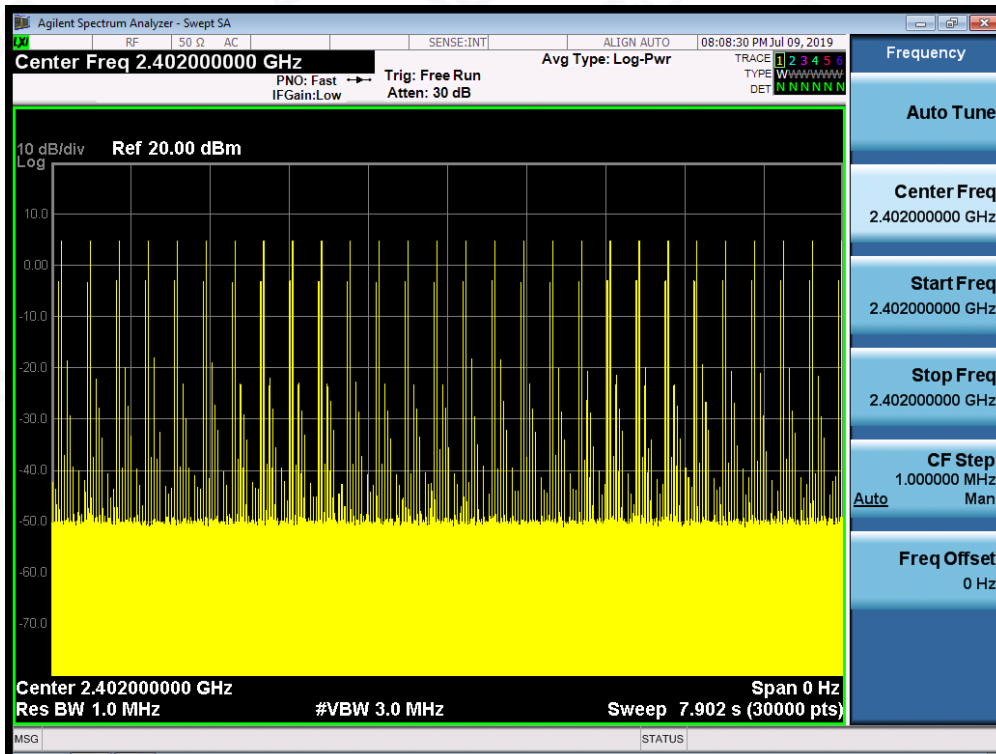 Agilent Spectrum Analyzer - Swept SA
LXI RF 50 Ω AC SENSE:INT ALIGN AUTO 08:08:30 PM Jul 09, 2019
Center Freq 2.402000000 GHz
PNO: Fast
IFGain:Low
Trig: Free Run
Atten: 30 dB
Avg Type: Log-Pwr
TRACE 1 2 3 4 5 6
TYPE WWWWWW
DET N N N N N N
10 dB/div Ref 20.00 dBm
Log
10.0
0.00
-10.0
-20.0
-30.0
-40.0
-50.0
-60.0
-70.0
Center 2.402000000 GHz Span 0 Hz
Res BW 1.0 MHz #VBW 3.0 MHz Sweep 7.902 s (30000 pts)
MSG STATUS
Frequency
Auto Tune
Center Freq
2.402000000 GHz
Start Freq
2.402000000 GHz
Stop Freq
2.402000000 GHz
CF Step
1.000000 MHz
Auto Man
Freq Offset
0 Hz